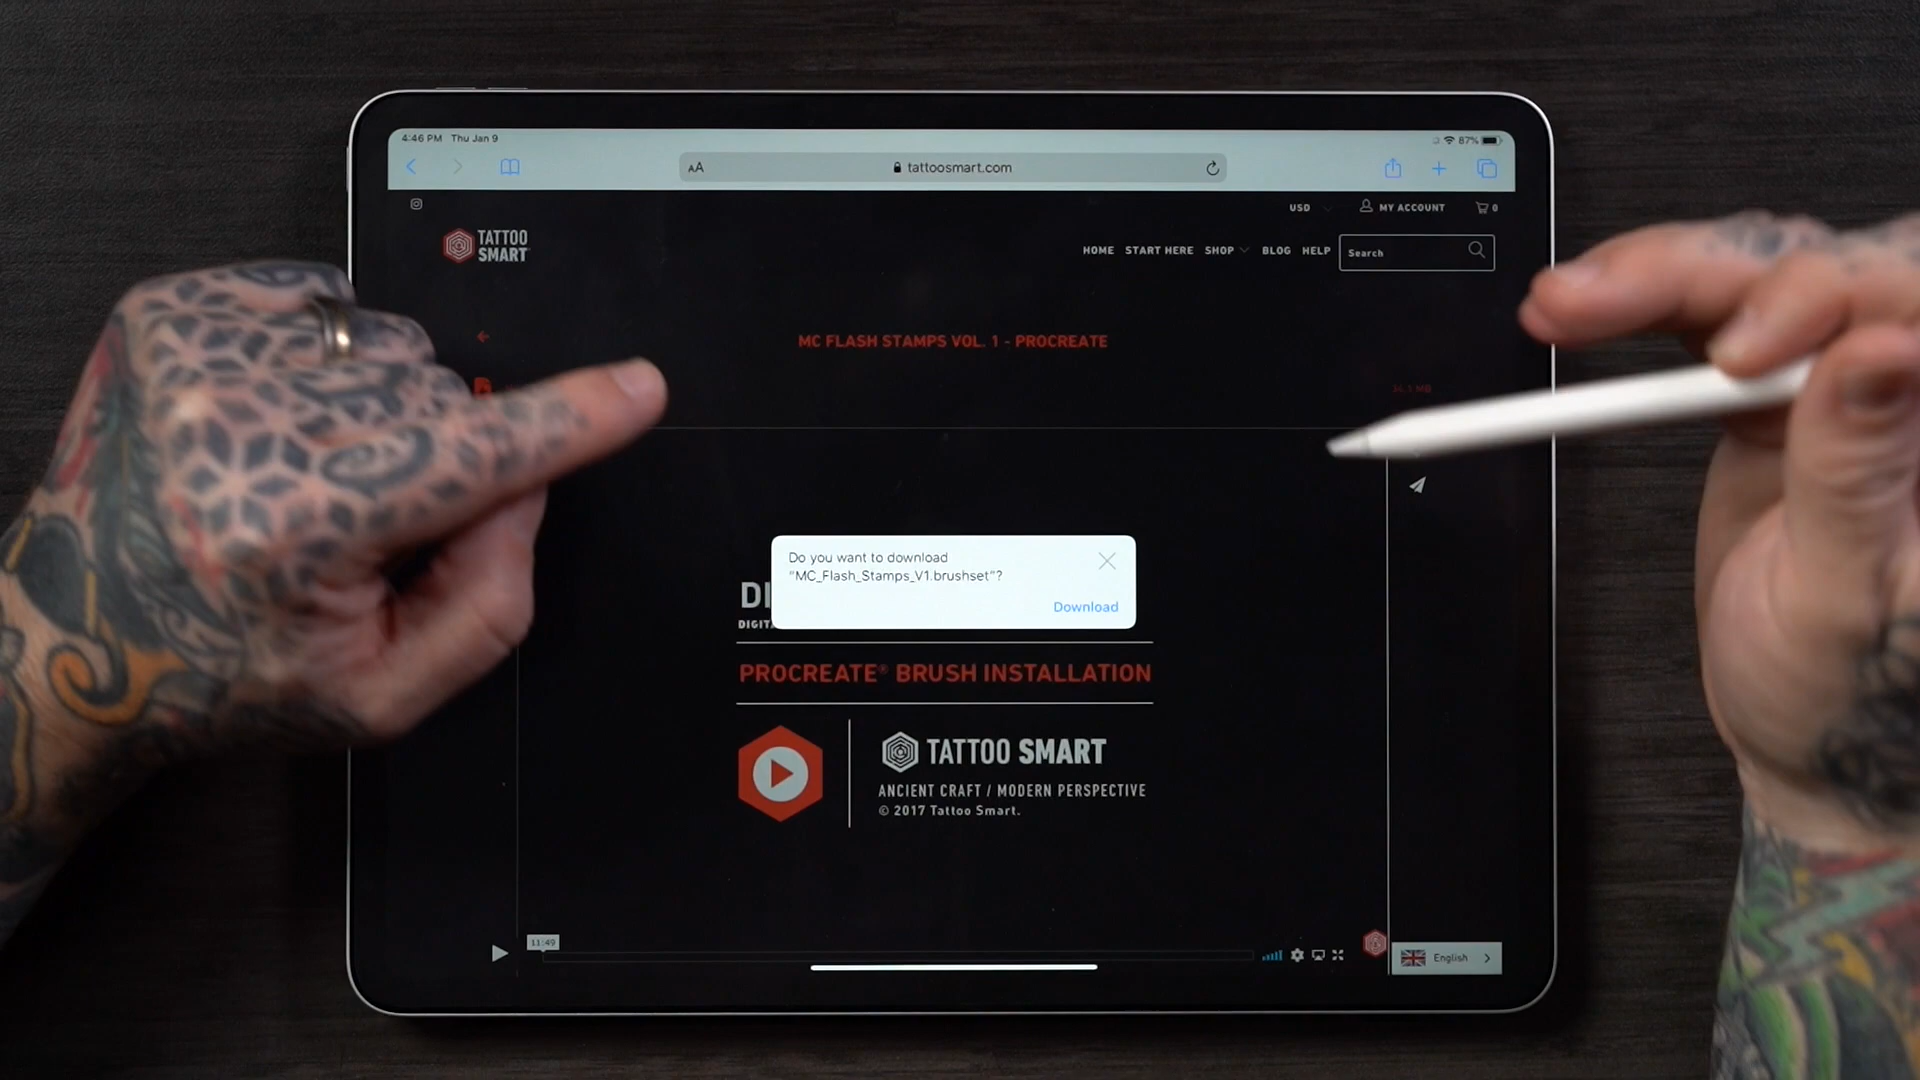 4:46 PM Thu Jan 9
87%
AA
tattoosmart.com
USD
MY ACCOUNT
0
TATTOO
SMART
HOME
START HERE
SHOP
BLOG
HELP
Search
MC FLASH STAMPS VOL. 1 - PROCREATE
Do you want to download
“MC_Flash_Stamps_V1.brushset”?
Download
DI
DIGITA
PROCREATE® BRUSH INSTALLATION
TATTOO SMART
ANCIENT CRAFT / MODERN PERSPECTIVE
© 2017 Tattoo Smart.
11:49
English